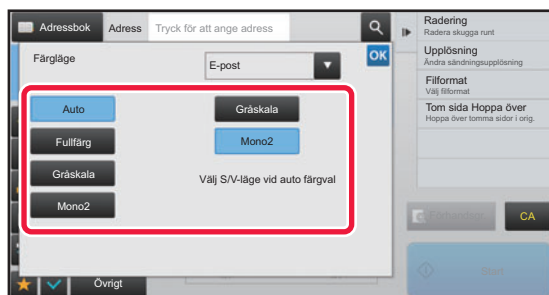 Adressbok
Adress
Tryck för att ange adress
Färgläge
E-post
OK
Auto
Fullfärg
Gråskala
Mono2
Gråskala
Mono2
Välj S/V-läge vid auto färgval
Radering
Radera skugga runt
Upplösning
Ändra sändningsupplösning
Filformat
Välj filformat
Tom sida Hoppa över
Hoppa över tomma sidor i orig.
CA
Start
Övrigt